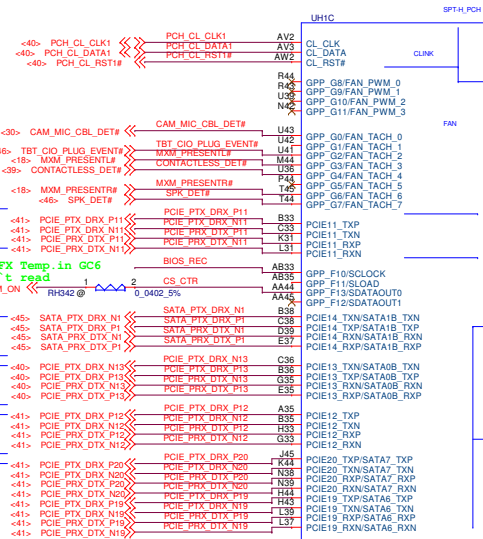 SPT-H_PCH
UH1C
<40> PCH_CL_CLK1 PCH_CL_CLK1 AV2 CL_CLK
<40> PCH_CL_DATA1 PCH_CL_DATA1 AV3 CL_DATA
<40> PCH_CL_RST1# PCH_CL_RST1# AW2 CL_RST#
CLINK
R44 GPP_G8/FAN_PWM_0
R43 GPP_G9/FAN_PWM_1
U39 GPP_G10/FAN_PWM_2
N42 GPP_G11/FAN_PWM_3
FAN
<30> CAM_MIC_CBL_DET# CAM_MIC_CBL_DET# U43 GPP_G0/FAN_TACH_0
U42 GPP_G1/FAN_TACH_1
TBT_CIO_PLUG_EVENT# TBT_CIO_PLUG_EVENT# U41 GPP_G2/FAN_TACH_2
<18> MXM_PRESENTL# MXM_PRESENTL# M44 GPP_G3/FAN_TACH_3
<39> CONTACTLESS_DET# CONTACTLESS_DET# U36 GPP_G4/FAN_TACH_4
P44 GPP_G5/FAN_TACH_5
<18> MXM_PRESENTR# MXM_PRESENTR# T45 GPP_G6/FAN_TACH_6
<46> SPK_DET# SPK_DET# T44 GPP_G7/FAN_TACH_7
<41> PCIE_PTX_DRX_P11 PCIE_PTX_DRX_P11 B33 PCIE11_TXP
<41> PCIE_PTX_DRX_N11 PCIE_PTX_DRX_N11 C33 PCIE11_TXN
<41> PCIE_PRX_DTX_P11 PCIE_PRX_DTX_P11 K31 PCIE11_RXP
<41> PCIE_PRX_DTX_N11 PCIE_PRX_DTX_N11 L31 PCIE11_RXN
FX Temp.in GC6
`t read
BIOS_REC AB33 GPP_F10/SCLOCK
AB35 GPP_F11/SLOAD
M_ON RH342 @ 1 2 0_0402_5% CS_CTR AA44 GPP_F13/SDATAOUT0
AA45 GPP_F12/SDATAOUT1
<45> SATA_PTX_DRX_N1 SATA_PTX_DRX_N1 B38 PCIE14_TXN/SATA1B_TXN
<45> SATA_PTX_DRX_P1 SATA_PTX_DRX_P1 C38 PCIE14_TXP/SATA1B_TXP
<45> SATA_PRX_DTX_N1 SATA_PRX_DTX_N1 D39 PCIE14_RXN/SATA1B_RXN
<45> SATA_PRX_DTX_P1 SATA_PRX_DTX_P1 E37 PCIE14_RXP/SATA1B_RXP
<40> PCIE_PTX_DRX_N13 PCIE_PTX_DRX_N13 C36 PCIE13_TXN/SATA0B_TXN
<40> PCIE_PTX_DRX_P13 PCIE_PTX_DRX_P13 B36 PCIE13_TXP/SATA0B_TXP
<40> PCIE_PRX_DTX_N13 PCIE_PRX_DTX_N13 G35 PCIE13_RXN/SATA0B_RXN
<40> PCIE_PRX_DTX_P13 PCIE_PRX_DTX_P13 E35 PCIE13_RXP/SATA0B_RXP
<41> PCIE_PTX_DRX_P12 PCIE_PTX_DRX_P12 A35 PCIE12_TXP
<41> PCIE_PTX_DRX_N12 PCIE_PTX_DRX_N12 B35 PCIE12_TXN
<41> PCIE_PRX_DTX_P12 PCIE_PRX_DTX_P12 H33 PCIE12_RXP
<41> PCIE_PRX_DTX_N12 PCIE_PRX_DTX_N12 G33 PCIE12_RXN
<41> PCIE_PTX_DRX_P20 PCIE_PTX_DRX_P20 J45 PCIE20_TXP/SATA7_TXP
<41> PCIE_PTX_DRX_N20 PCIE_PTX_DRX_N20 K44 PCIE20_TXN/SATA7_TXN
<41> PCIE_PRX_DTX_P20 PCIE_PRX_DTX_P20 N38 PCIE20_RXP/SATA7_RXP
<41> PCIE_PRX_DTX_N20 PCIE_PRX_DTX_N20 N39 PCIE20_RXN/SATA7_RXN
<41> PCIE_PTX_DRX_P19 PCIE_PTX_DRX_P19 H44 PCIE19_TXP/SATA6_TXP
<41> PCIE_PTX_DRX_N19 PCIE_PTX_DRX_N19 H43 PCIE19_TXN/SATA6_TXN
<41> PCIE_PRX_DTX_P19 PCIE_PRX_DTX_P19 L39 PCIE19_RXP/SATA6_RXP
<41> PCIE_PRX_DTX_N19 PCIE_PRX_DTX_N19 L37 PCIE19_RXN/SATA6_RXN